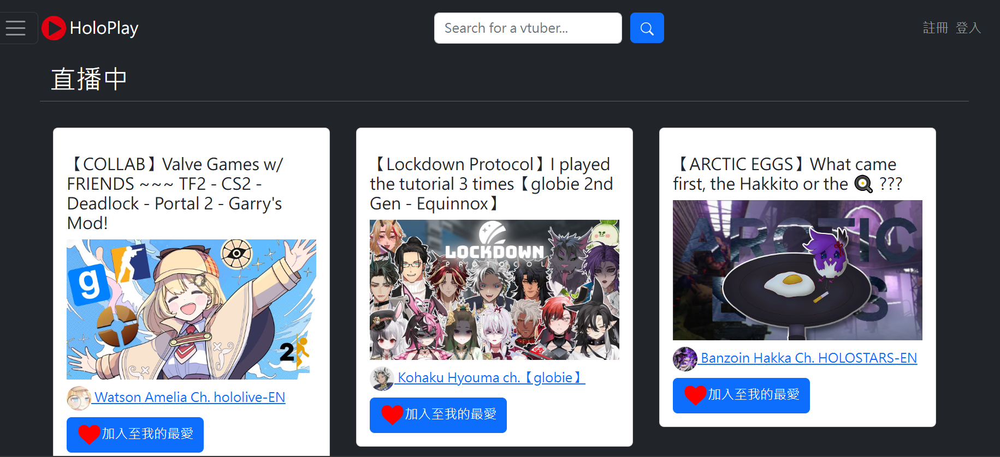 HoloPlay
Search for a vtuber...
註冊 登入
直播中
【COLLAB】Valve Games w/
FRIENDS ~~~ TF2 - CS2 -
Deadlock - Portal 2 - Garry's
Mod!
g
2
Watson Amelia Ch. hololive-EN
加入至我的最愛
【Lockdown Protocol】I played
the tutorial 3 times【globie 2nd
Gen - Equinnox】
LOCKDOWN
PROTOCOL
Kohaku Hyouma ch.【globie】
加入至我的最愛
【ARCTIC EGGS】What came
first, the Hakkito or the 🍳 ???
ARCTIC
EGGS
Banzoin Hakka Ch. HOLOSTARS-EN
加入至我的最愛